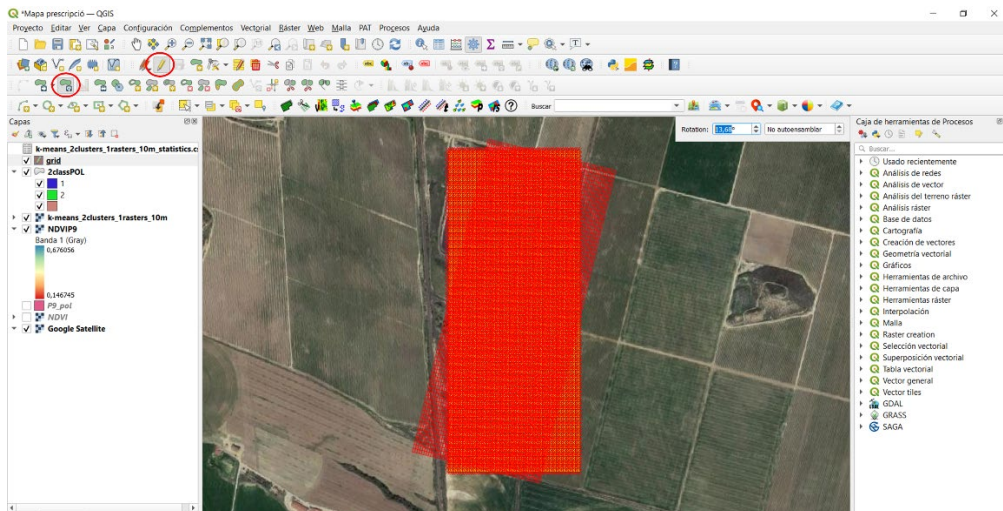 *Mapa prescripció — QGIS
Proyecto Editar Ver Capa Configuración Complementos Vectorial Ráster Web Malla PAT Procesos Ayuda
Buscar
Capas
k-means_2clusters_1rasters_10m_statistics.c
grid
2classPOL
1
2
k-means_2clusters_1rasters_10m
NDVIP9
Banda 1 (Gray)
0,676056
0,146745
P9_pol
NDVI
Google Satellite
Rotation: 13,68° No autoensamblar
Caja de herramientas de Procesos
Buscar...
Usado recientemente
Análisis de redes
Análisis de vector
Análisis del terreno ráster
Análisis ráster
Base de datos
Cartografía
Creación de vectores
Geometría vectorial
Gráficos
Herramientas de archivo
Herramientas de capa
Herramientas ráster
Interpolación
Malla
Raster creation
Selección vectorial
Superposición vectorial
Tabla vectorial
Vector general
Vector tiles
GDAL
GRASS
SAGA